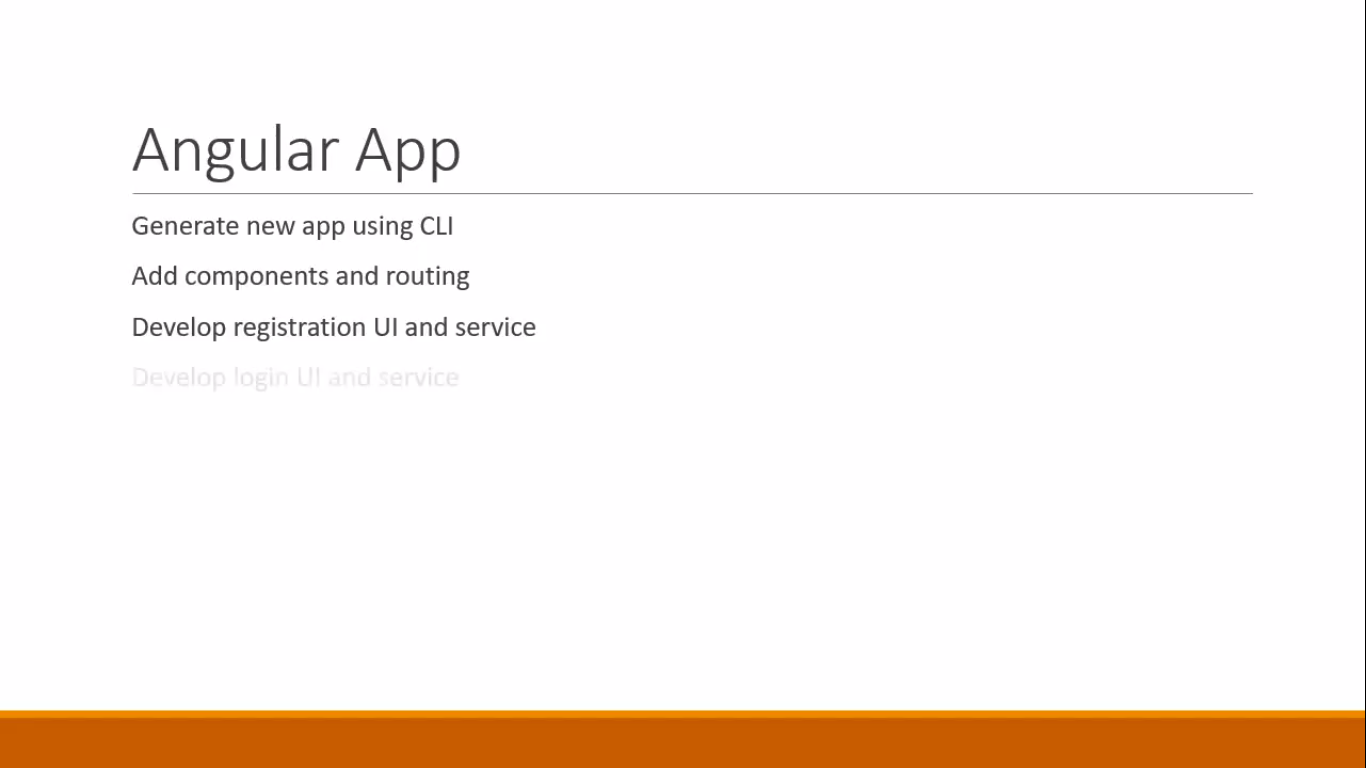 Angular App
Generate new app using CLI
Add components and routing
Develop registration UI and service
Develop login UI and service